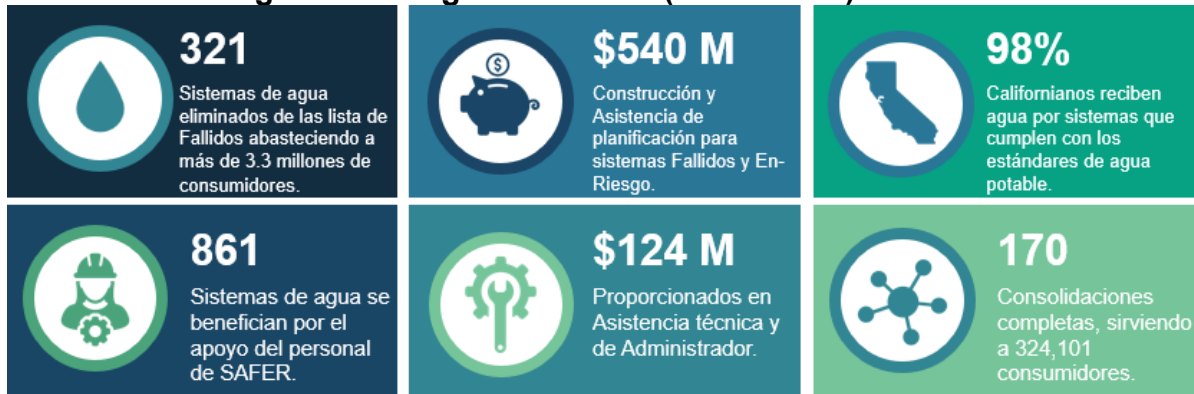 321
Sistemas de agua
eliminados de las lista de
Fallidos abasteciendo a
más de 3.3 millones de
consumidores.
$540 M
Construcción y
Asistencia de
planificación para
sistemas Fallidos y En-
Riesgo.
98%
Californianos reciben
agua por sistemas que
cumplen con los
estándares de agua
potable.
861
Sistemas de agua se
benefician por el
apoyo del personal
de SAFER.
$124 M
Proporcionados en
Asistencia técnica y
de Administrador.
170
Consolidaciones
completas, sirviendo
a 324,101
consumidores.